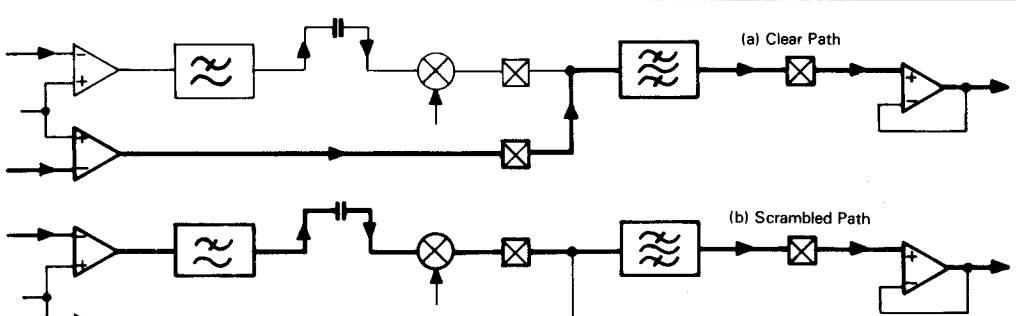 (a) Clear Path
− +
+ −
+ −
(b) Scrambled Path
− +
+ −